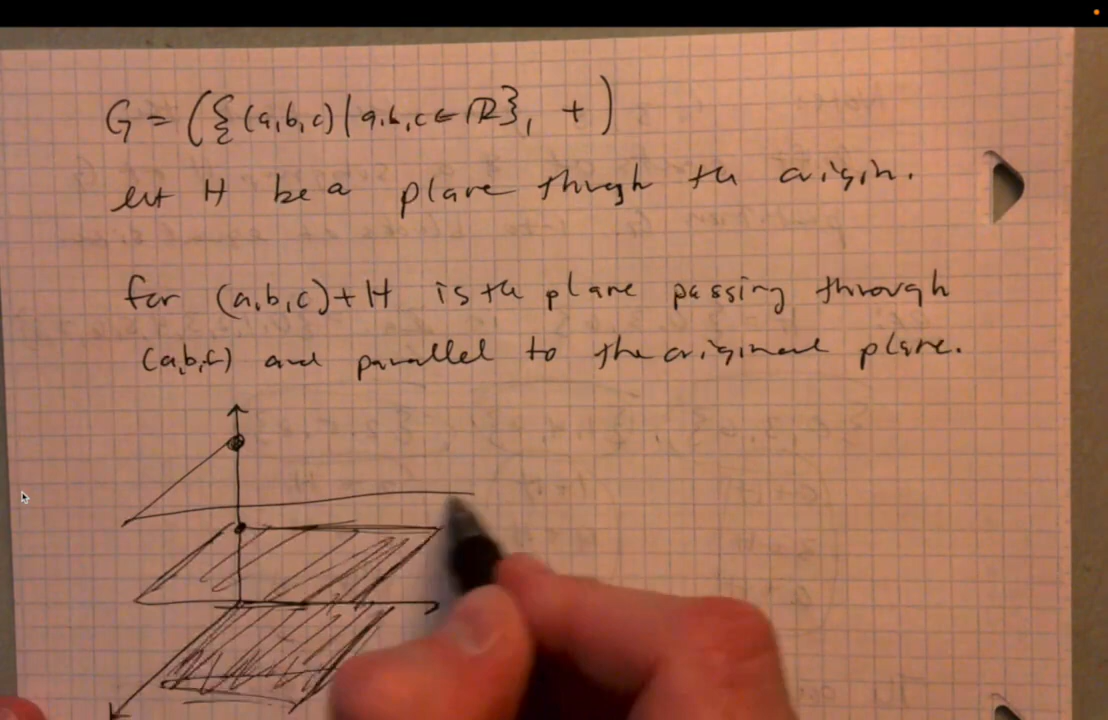 G = ({(a,b,c) | a,b,c ∈ ℝ}, +)
let H be a plane through the origin.
for (a,b,c)+H is the plane passing through
(a,b,c) and parallel to the original plane.